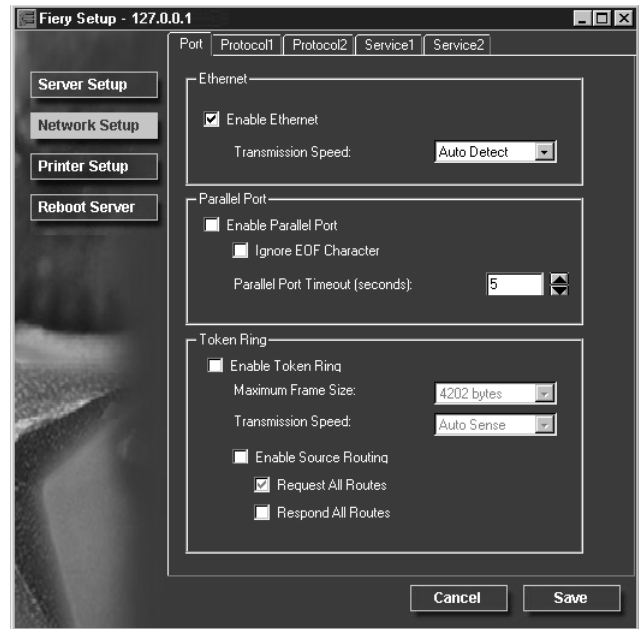 Fiery Setup - 127.0.0.1
Port Protocol1 Protocol2 Service1 Service2
Server Setup
Network Setup
Printer Setup
Reboot Server
Ethernet
Enable Ethernet
Transmission Speed: Auto Detect
Parallel Port
Enable Parallel Port
Ignore EOF Character
Parallel Port Timeout (seconds): 5
Token Ring
Enable Token Ring
Maximum Frame Size: 4202 bytes
Transmission Speed: Auto Sense
Enable Source Routing
Request All Routes
Respond All Routes
Cancel Save